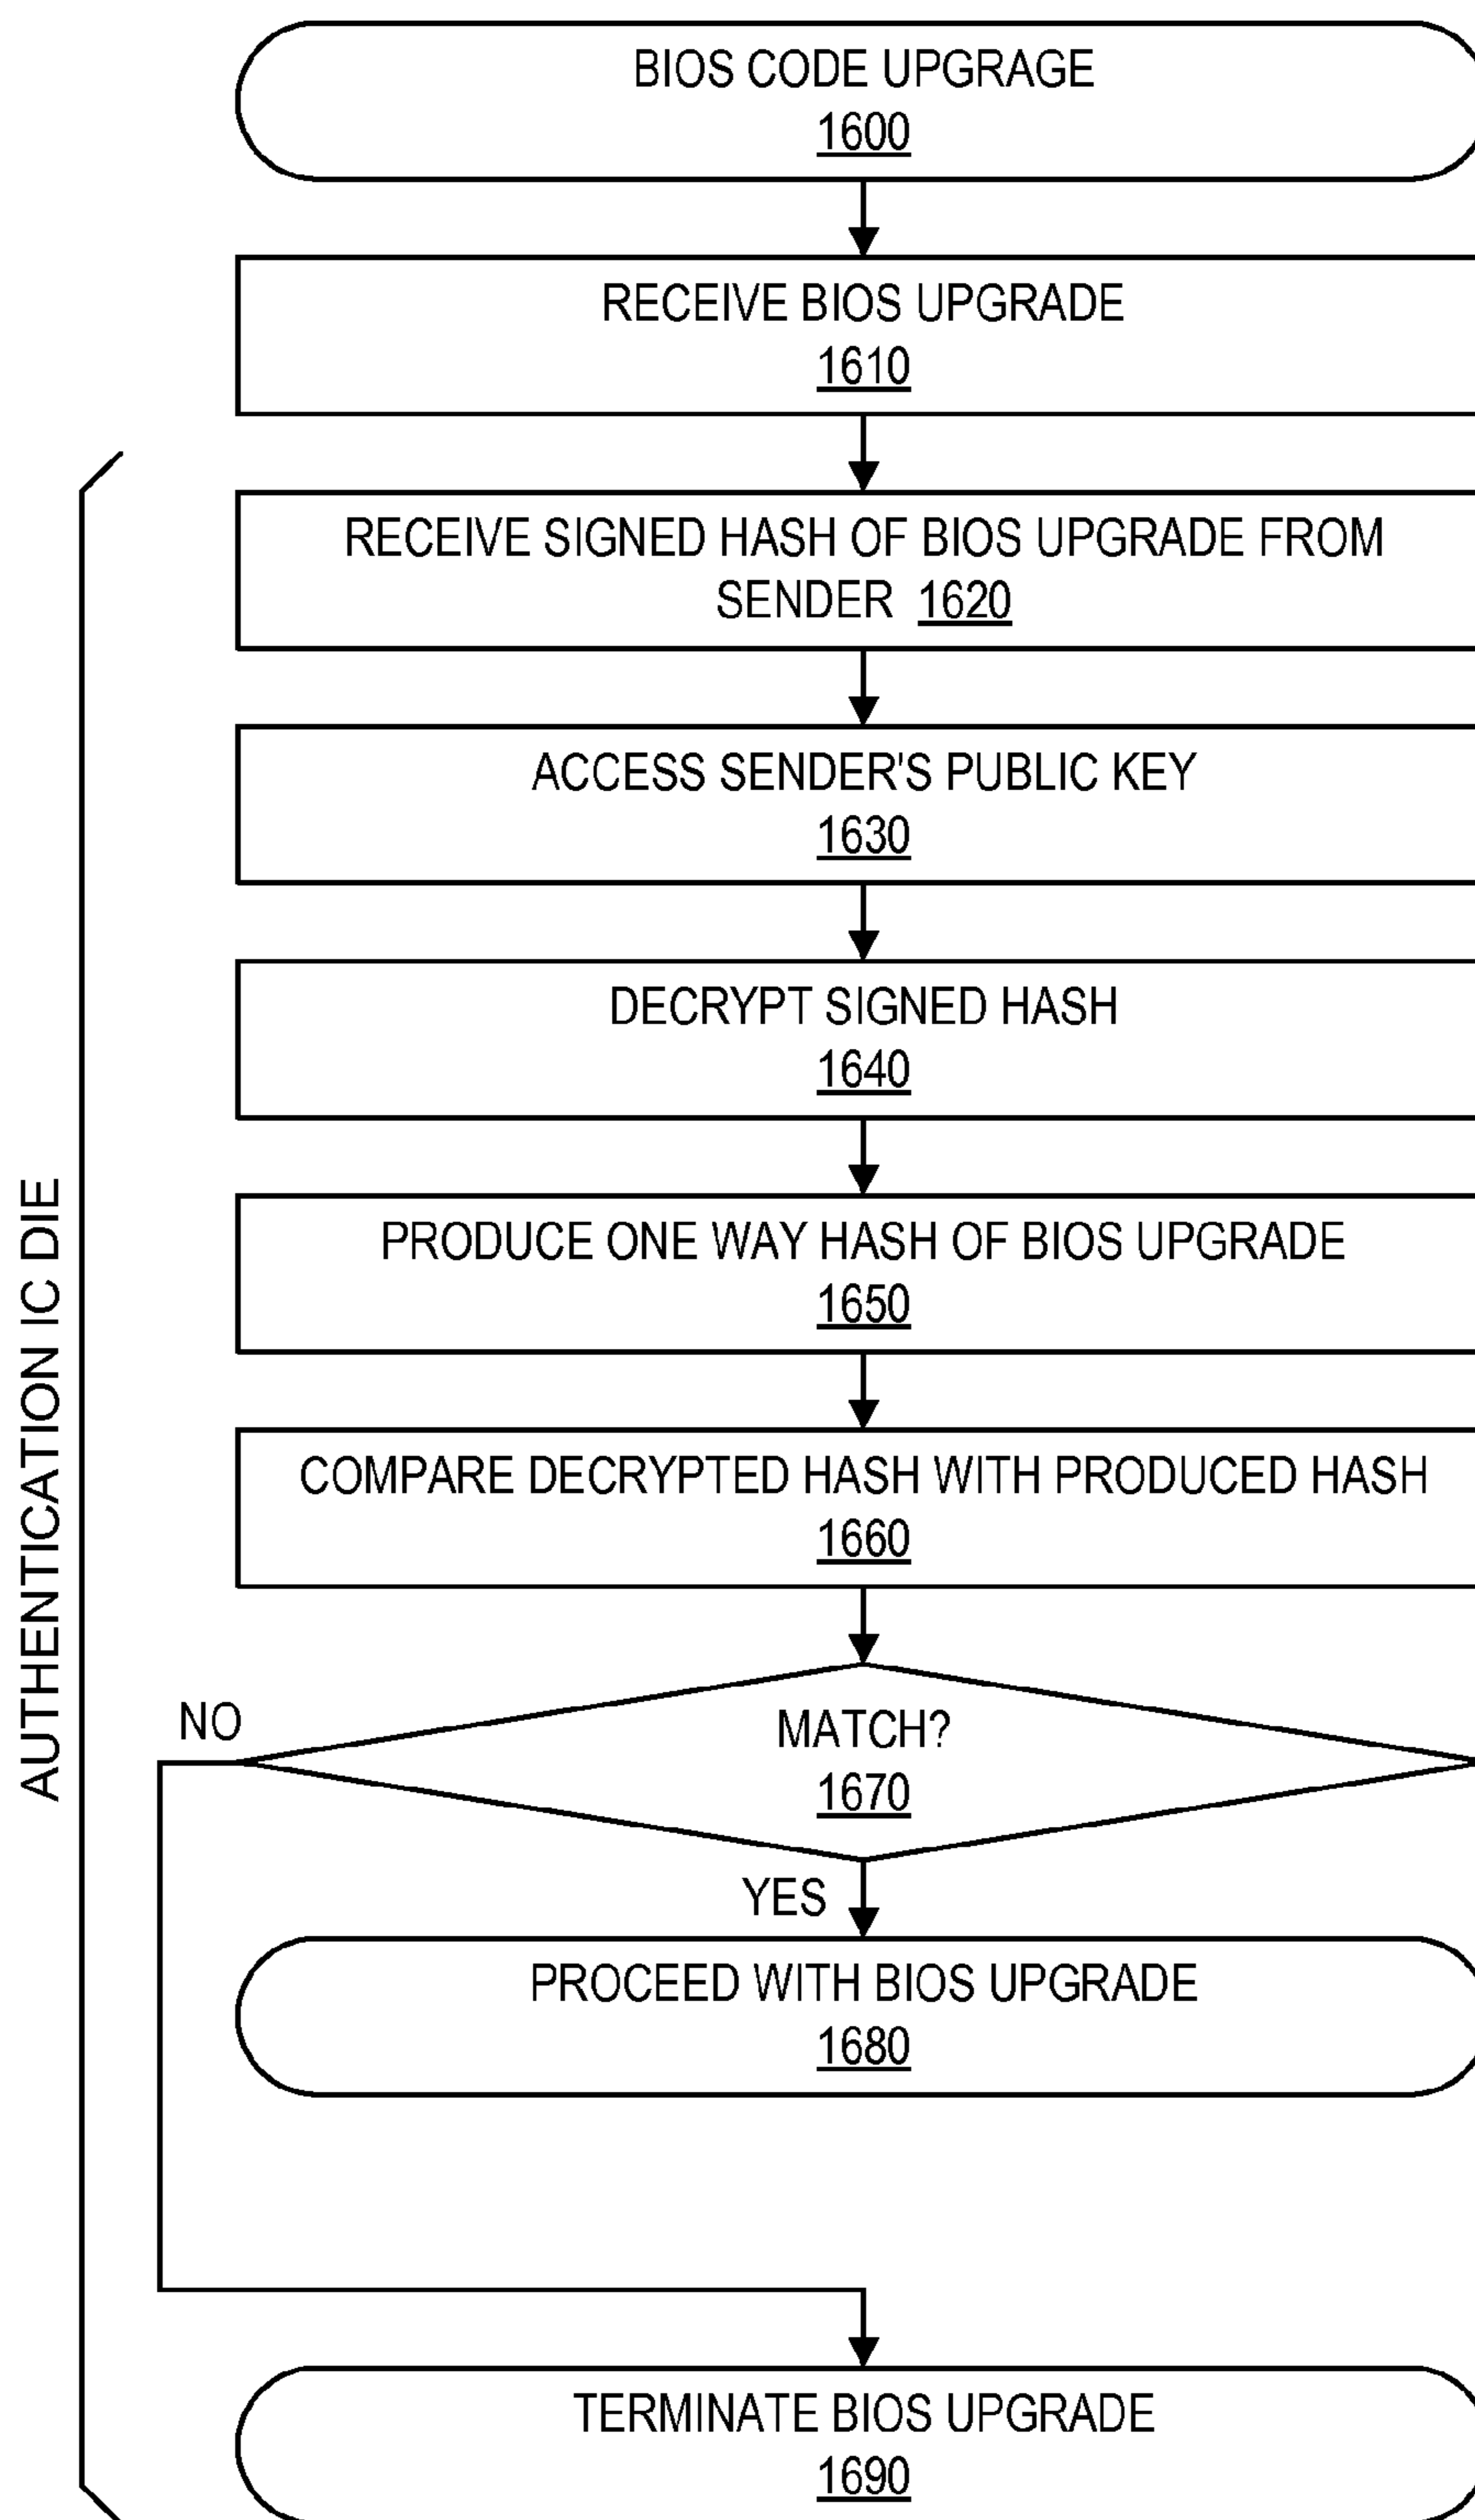 BIOS CODE UPGRAGE
1600
RECEIVE BIOS UPGRADE
1610
RECEIVE SIGNED HASH OF BIOS UPGRADE FROM
SENDER 1620
ACCESS SENDER'S PUBLIC KEY
1630
DECRYPT SIGNED HASH
1640
PRODUCE ONE WAY HASH OF BIOS UPGRADE
1650
COMPARE DECRYPTED HASH WITH PRODUCED HASH
1660
MATCH?
1670
NO
YES
PROCEED WITH BIOS UPGRADE
1680
TERMINATE BIOS UPGRADE
1690
AUTHENTICATION IC DIE